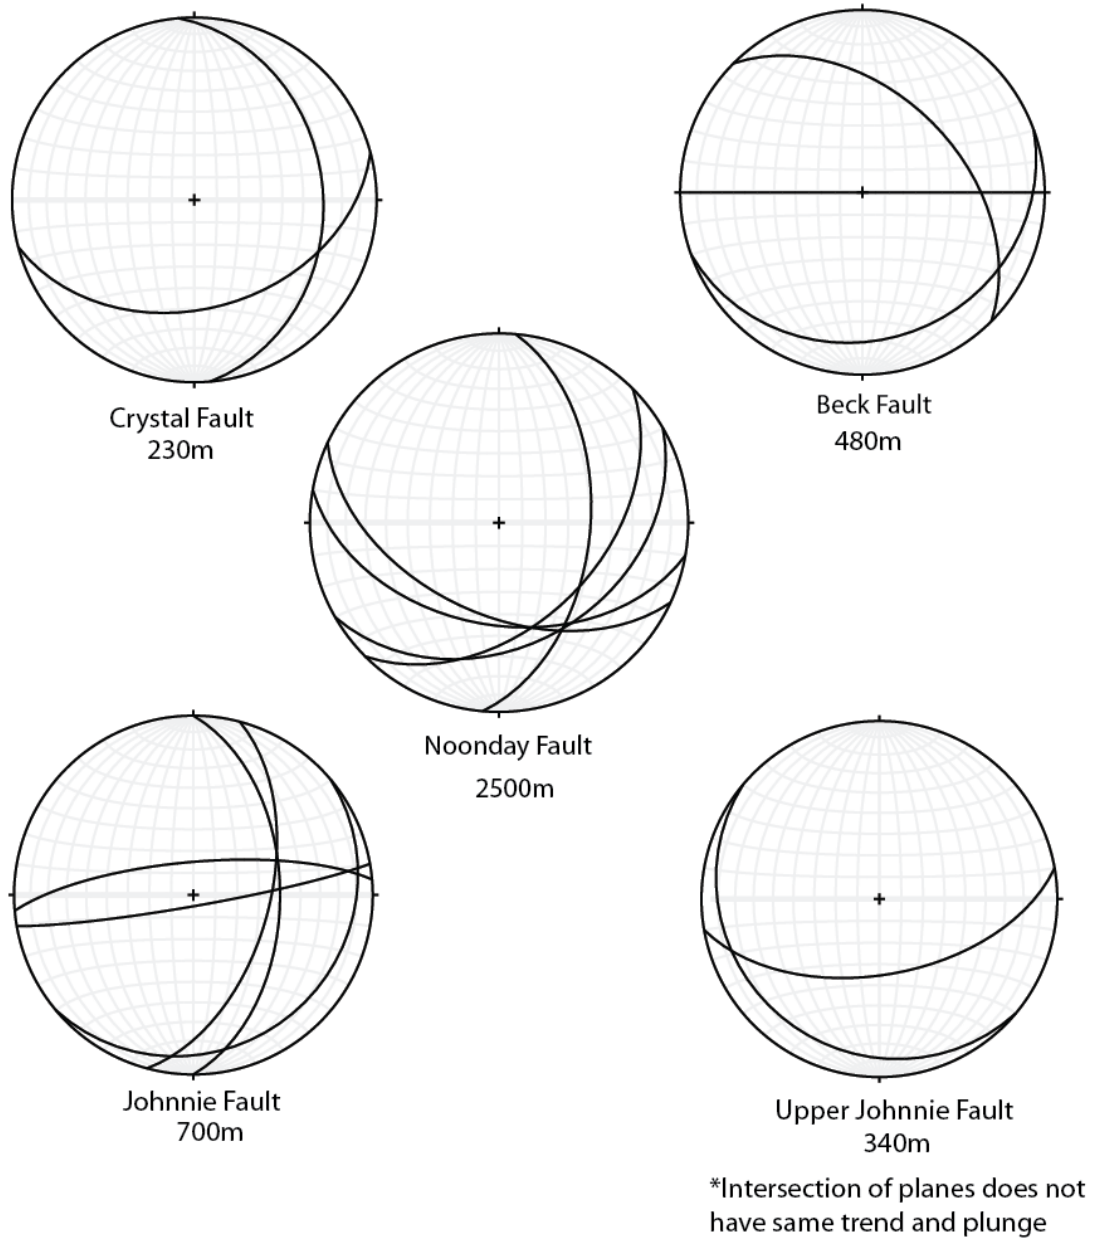 Crystal Fault
230m
Beck Fault
480m
Noonday Fault
2500m
Johnnie Fault
700m
Upper Johnnie Fault
340m
*Intersection of planes does not
have same trend and plunge